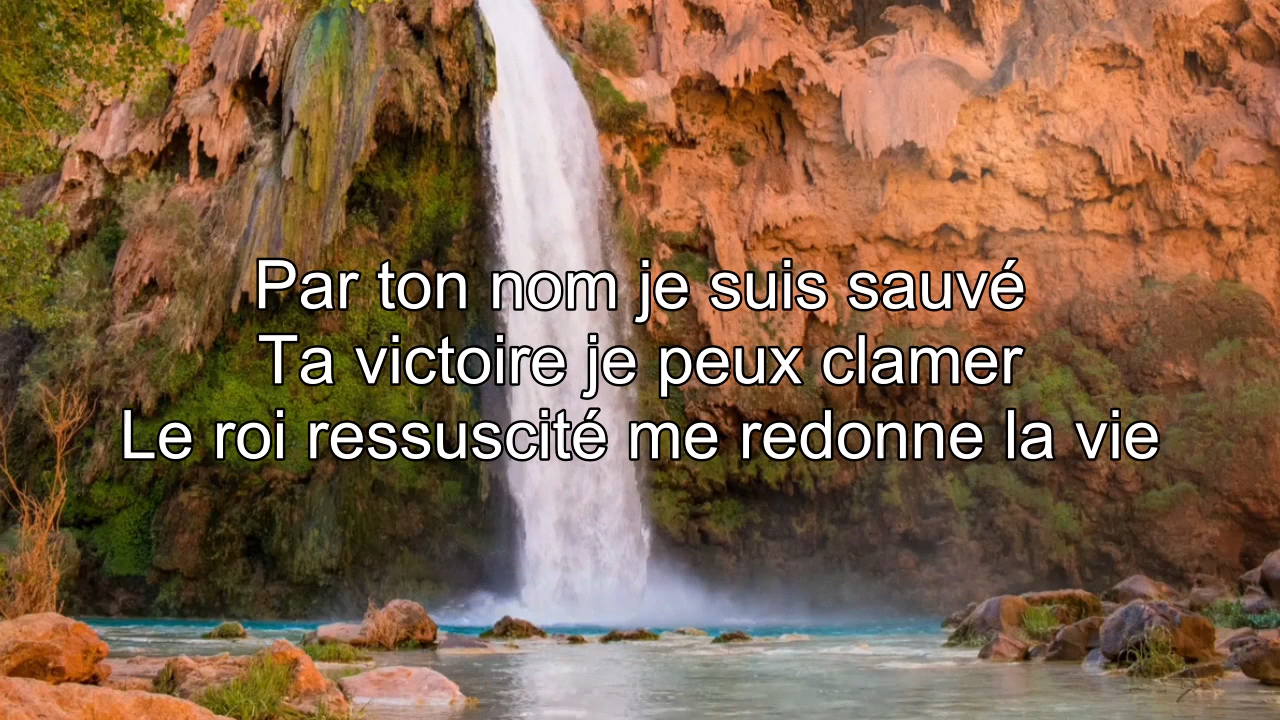 Par ton nom je suis sauvé
Ta victoire je peux clamer
Le roi ressuscité me redonne la vie